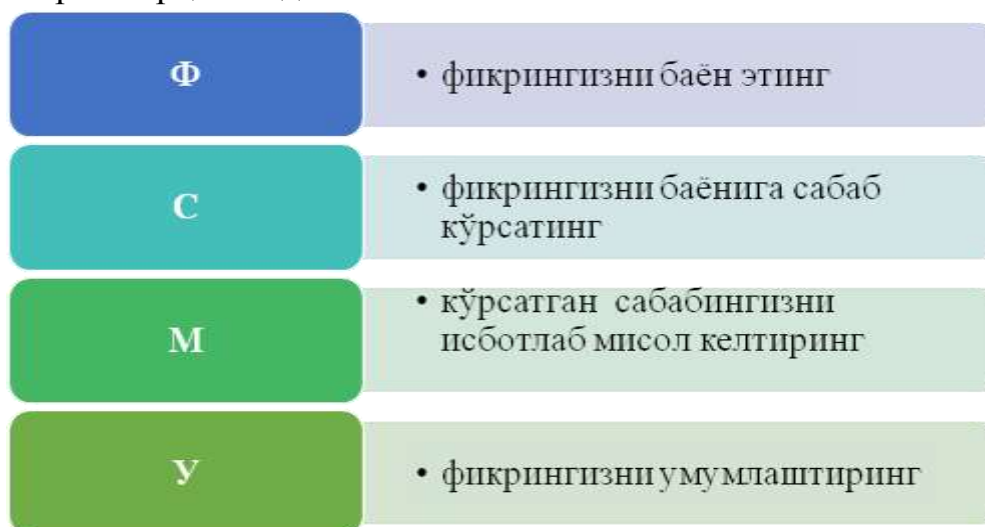 Ф
• фикрингизни баён этинг
С
• фикрингизни баёнига сабаб
кўрсатинг
М
• кўрсатган сабабингизни
исботлаб мисол келтиринг
У
• фикрингизни умумлаштиринг